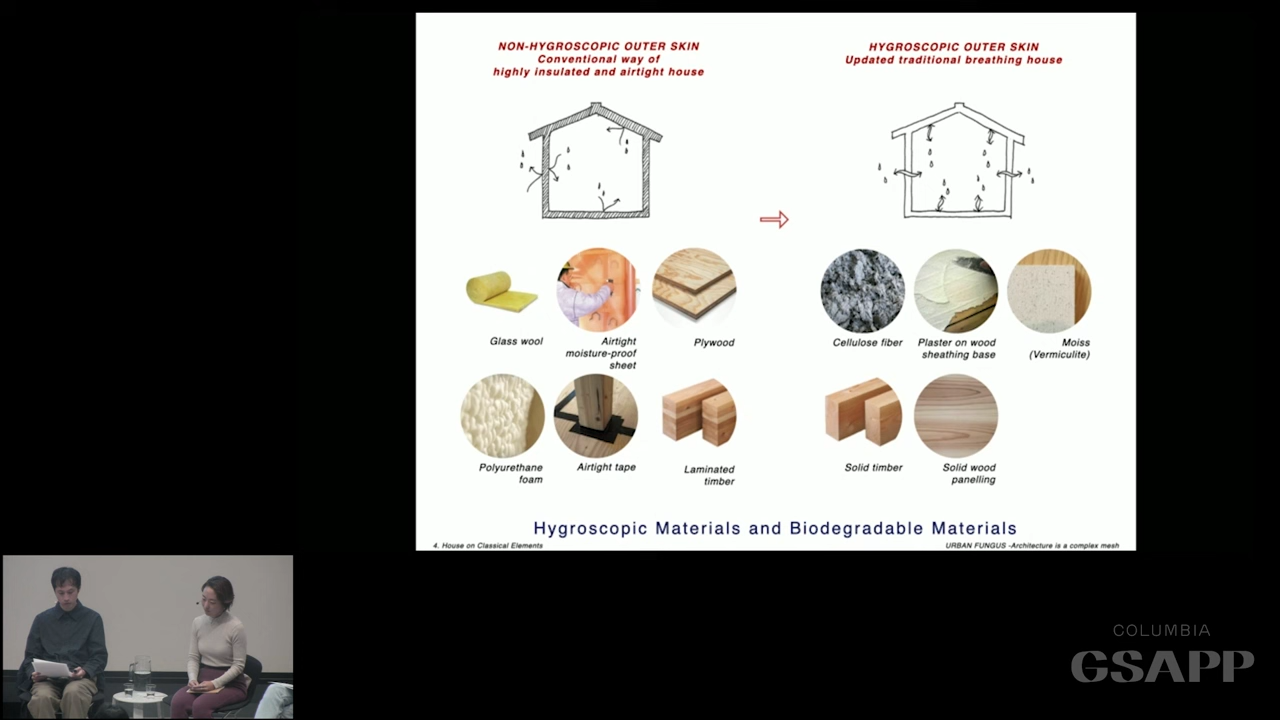 NON-HYGROSCOPIC OUTER SKIN
Conventional way of
highly insulated and airtight house
HYGROSCOPIC OUTER SKIN
Updated traditional breathing house
Glass wool
Airtight
moisture-proof
sheet
Plywood
Cellulose fiber
Plaster on wood
sheathing base
Moiss
(Vermiculite)
Polyurethane
foam
Airtight tape
Laminated
timber
Solid timber
Solid wood
panelling
Hygroscopic Materials and Biodegradable Materials
4. House on Classical Elements
URBAN FUNGUS -Architecture is a complex mesh
COLUMBIA
GSAPP